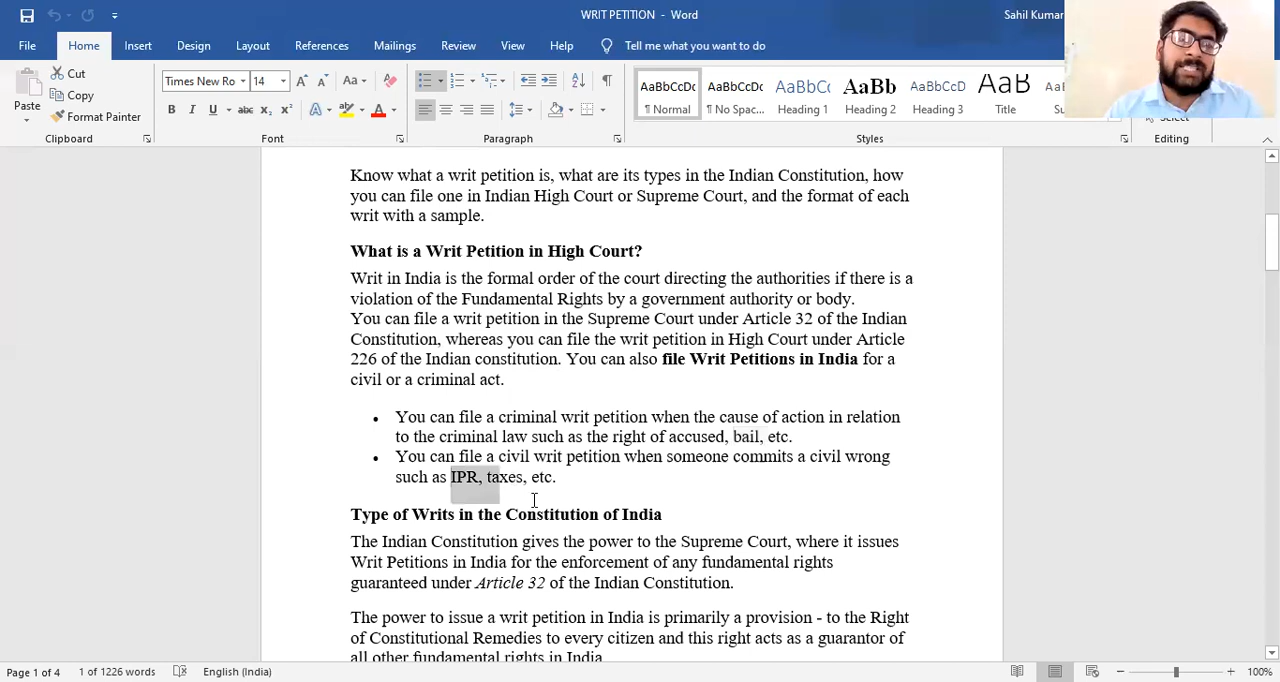 WRIT PETITION - Word
Sahil Kumar
File Home Insert Design Layout References Mailings Review View Help Tell me what you want to do
Paste
Cut
Copy
Format Painter
Times New Ro 14
Aa
B I U abc x₂ x² A A
AaBbCcDc AaBbCcDc AaBbCc AaBb AaBbCcD AaB
¶ Normal ¶ No Spac... Heading 1 Heading 2 Heading 3 Title
Select
Clipboard Font Paragraph Styles Editing
Know what a writ petition is, what are its types in the Indian Constitution, how
you can file one in Indian High Court or Supreme Court, and the format of each
writ with a sample.
What is a Writ Petition in High Court?
Writ in India is the formal order of the court directing the authorities if there is a
violation of the Fundamental Rights by a government authority or body.
You can file a writ petition in the Supreme Court under Article 32 of the Indian
Constitution, whereas you can file the writ petition in High Court under Article
226 of the Indian constitution. You can also file Writ Petitions in India for a
civil or a criminal act.
• You can file a criminal writ petition when the cause of action in relation
to the criminal law such as the right of accused, bail, etc.
• You can file a civil writ petition when someone commits a civil wrong
such as IPR, taxes, etc.
Type of Writs in the Constitution of India
The Indian Constitution gives the power to the Supreme Court, where it issues
Writ Petitions in India for the enforcement of any fundamental rights
guaranteed under Article 32 of the Indian Constitution.
The power to issue a writ petition in India is primarily a provision - to the Right
of Constitutional Remedies to every citizen and this right acts as a guarantor of
all other fundamental rights in India.
Page 1 of 4 1 of 1226 words English (India) 100%